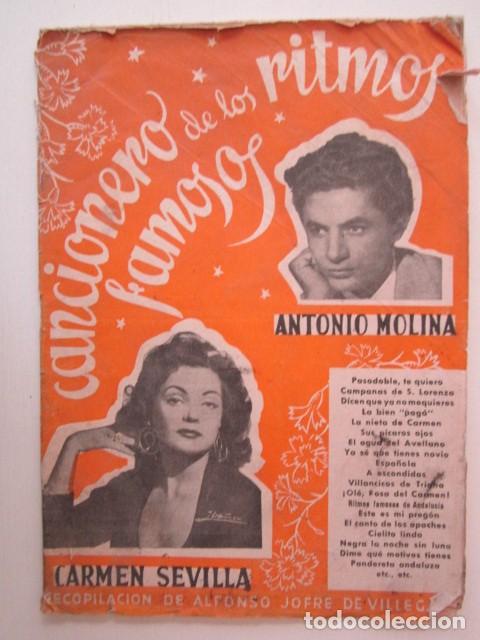 cancionero de los ritmos
famosos
ANTONIO MOLINA
Pasodoble, te quiero
Campanas de S. Lorenzo
Dicen que ya no me quieres
La bien "pagá"
La nieta de Carmen
Sus pícaros ojos
El agua del Avellano
Ya sé que tienes novio
Española
A escondidas
Villancicos de Triana
¡Olé, Rosa del Carmen!
Ritmos famosos de Andalucía
Este es mi pregón
El canto de los apaches
Cielito lindo
Negra la noche sin luna
Dime qué motivos tienes
Pandereta andaluza
etc., etc.
CARMEN SEVILLA
RECOPILACION DE ALFONSO JOFRE DE VILLEGA
todocoleccion.net